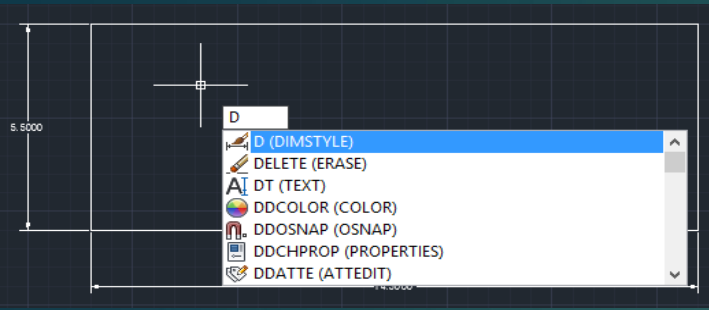 5.5000
D
D (DIMSTYLE)
DELETE (ERASE)
DT (TEXT)
DDCOLOR (COLOR)
DDOSNAP (OSNAP)
DDCHPROP (PROPERTIES)
DDATTE (ATTEDIT)